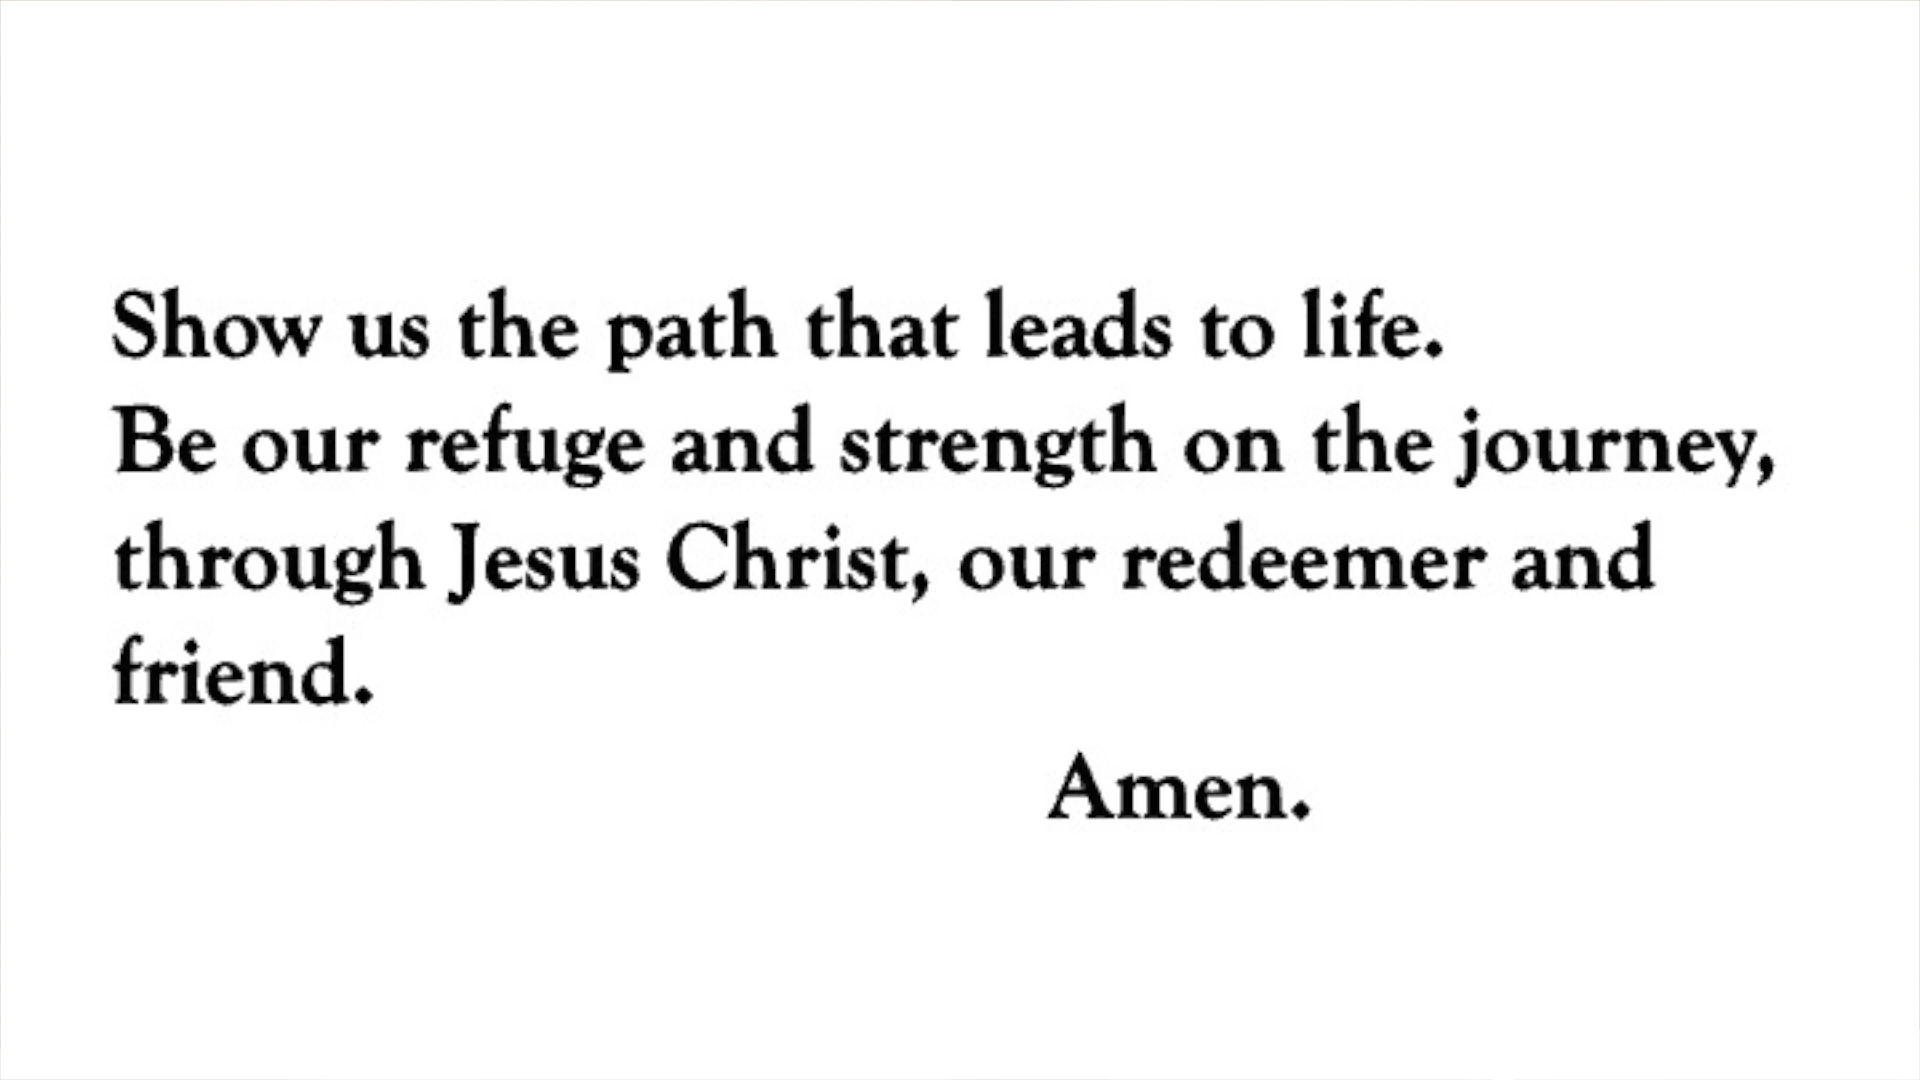 Show us the path that leads to life.
Be our refuge and strength on the journey,
through Jesus Christ, our redeemer and
friend.
Amen.